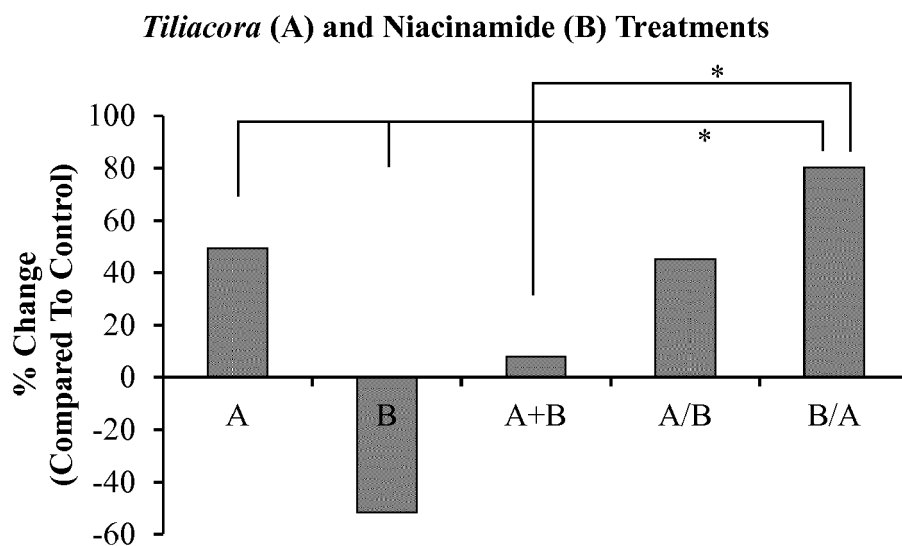 Tiliacora (A) and Niacinamide (B) Treatments
*
*
% Change
(Compared To Control)
100
80
60
40
20
0
-20
-40
-60
A
B
A+B
A/B
B/A